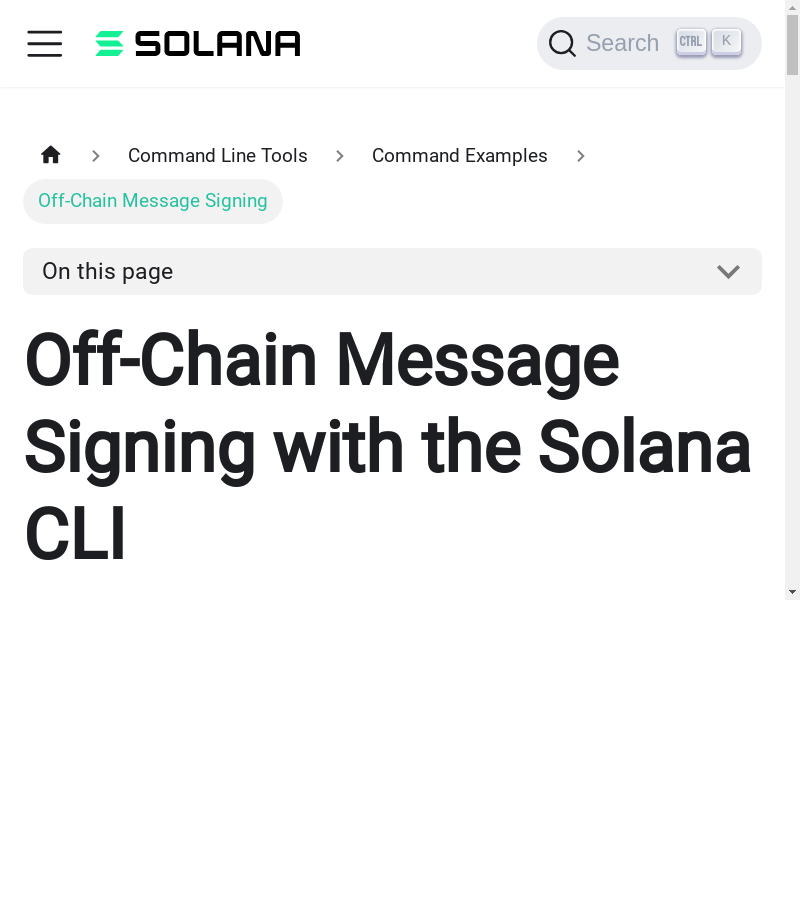 SOLANA
Search CTRL K
Command Line Tools
Command Examples
Off-Chain Message Signing
On this page
Off-Chain Message
Signing with the Solana
CLI